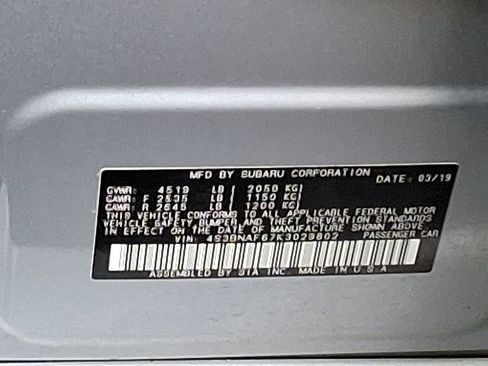 MFD BY SUBARU CORPORATION DATE: 03/19
GVWR: 4519 LB ( 2050 KG)
GAWR: F 2535 LB ( 1150 KG)
GAWR: R 2645 LB ( 1200 KG)
THIS VEHICLE CONFORMS TO ALL APPLICABLE FEDERAL MOTOR
VEHICLE SAFETY, BUMPER AND THEFT PREVENTION STANDARDS
IN EFFECT ON THE DATE OF MANUFACTURE SHOWN ABOVE.
VIN: 4S3BNAF67K3029802 PASSENGER CAR
ASSEMBLED BY SIA INC. MADE IN U.S.A